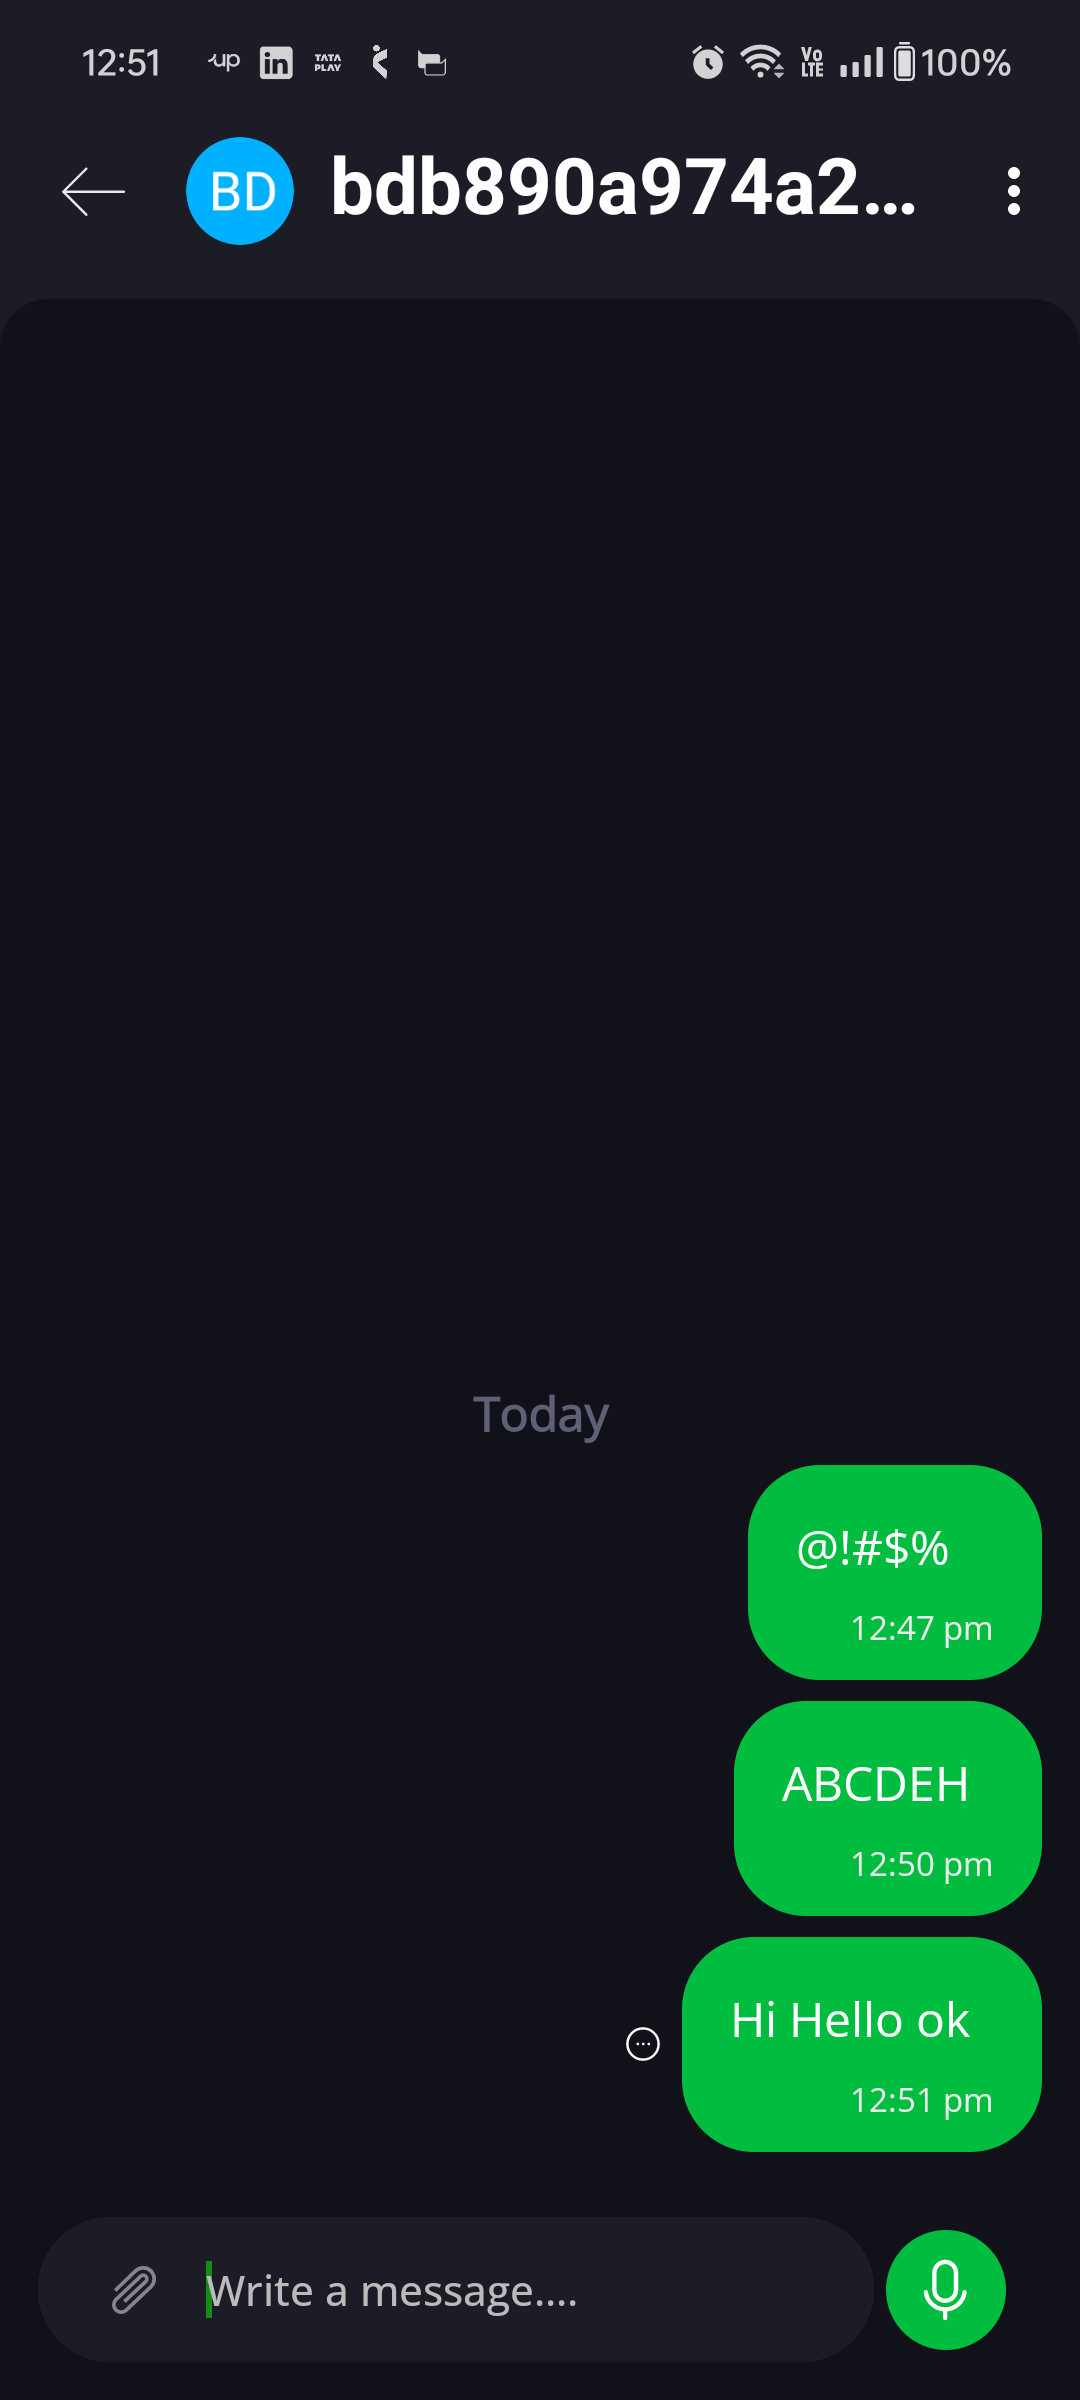 12:51 up in TATA PLAY Vo LTE 100%
BD bdb890a974a2...
Today
@!#$%
12:47 pm
ABCDEH
12:50 pm
Hi Hello ok
12:51 pm
Write a message....